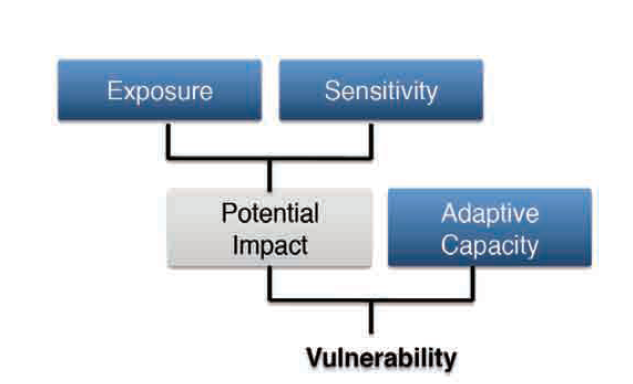 Exposure
Sensitivity
Potential
Impact
Adaptive
Capacity
Vulnerability